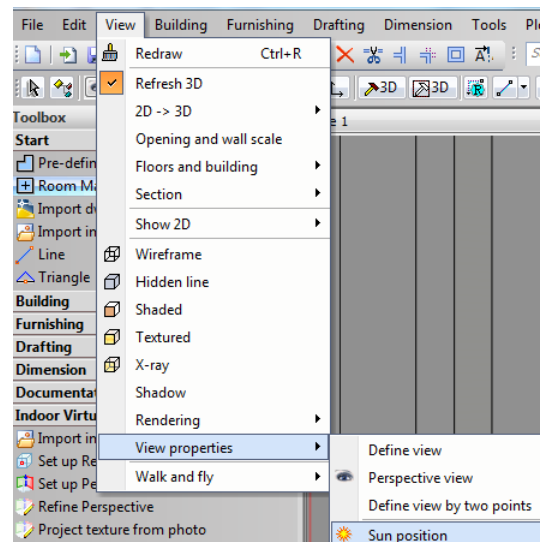 File Edit View Building Furnishing Drafting Dimension Tools
Redraw Ctrl+R
Refresh 3D
3D 3D
2D -> 3D
Toolbox
1
Start
Opening and wall scale
Pre-defin
Floors and building
Room Ma
Section
Import dw
Import in
Show 2D
Line
Wireframe
Triangle
Hidden line
Building
Shaded
Furnishing
Textured
Drafting
X-ray
Dimension
Shadow
Documentat
Rendering
Indoor Virtu
Import in
View properties
Define view
Set up Re
Walk and fly
Perspective view
Set up Pe
Define view by two points
Refine Perspective
Project texture from photo
Sun position